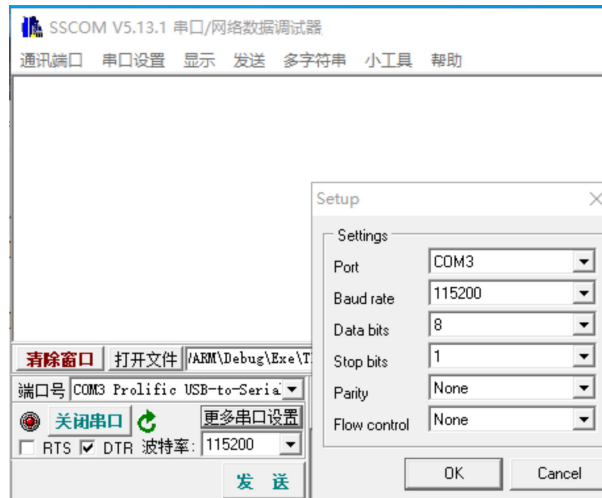 SSCOM V5.13.1 串口/网络数据调试器
通讯端口 串口设置 显示 发送 多字符串 小工具 帮助
Setup
Settings
Port COM3
Baud rate 115200
Data bits 8
Stop bits 1
Parity None
Flow control None
OK Cancel
清除窗口 打开文件 /ARM\Debug\Exe\T
端口号 COM3 Prolific USB-to-Seria
关闭串口 更多串口设置
RTS DTR 波特率: 115200
发 送